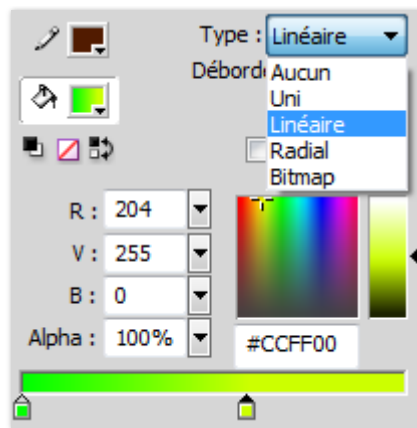 Type : Linéaire
Débord
Aucun
Uni
Linéaire
Radial
Bitmap
R : 204
V : 255
B : 0
Alpha : 100%
#CCFF00